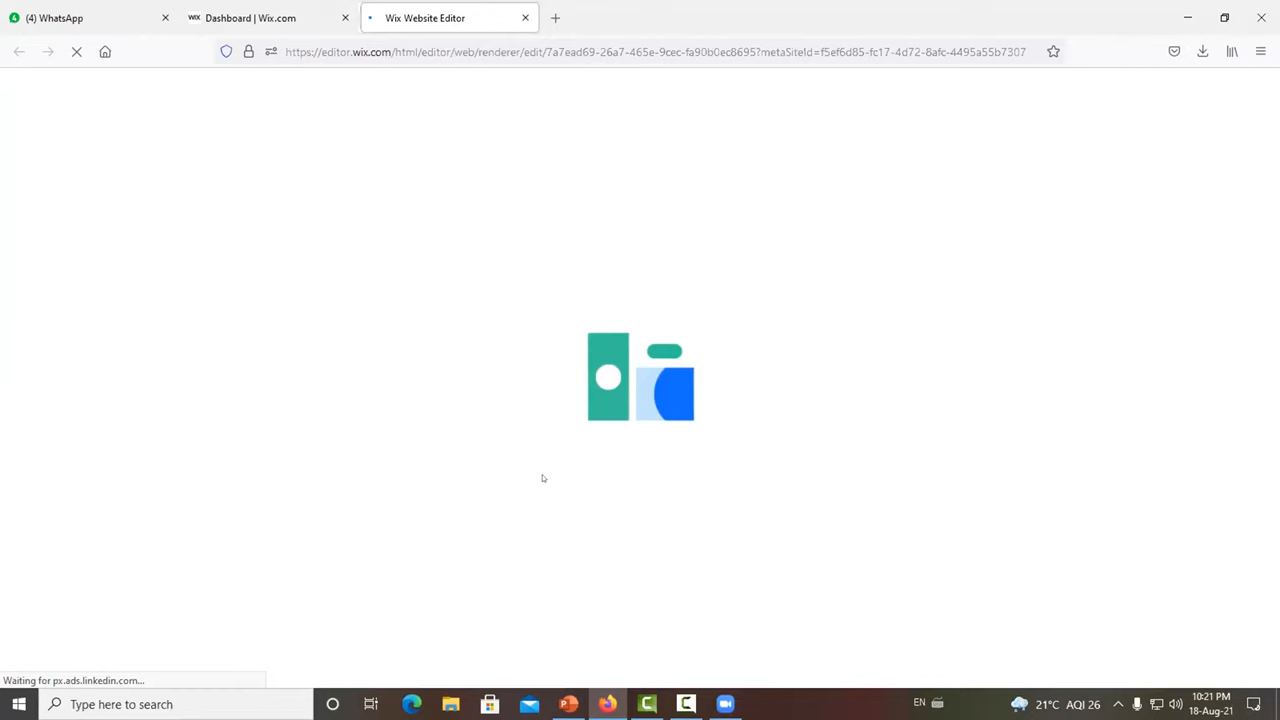 (4) WhatsApp
WIX Dashboard | Wix.com
Wix Website Editor
https://editor.wix.com/html/editor/web/renderer/edit/7a7ead69-26a7-465e-9cec-fa90b0ec8695?metaSiteId=f5ef6d85-fc17-4d72-8afc-4495a55b7307
Waiting for px.ads.linkedin.com...
Type here to search
EN
21°C AQI 26
10:21 PM
18-Aug-21